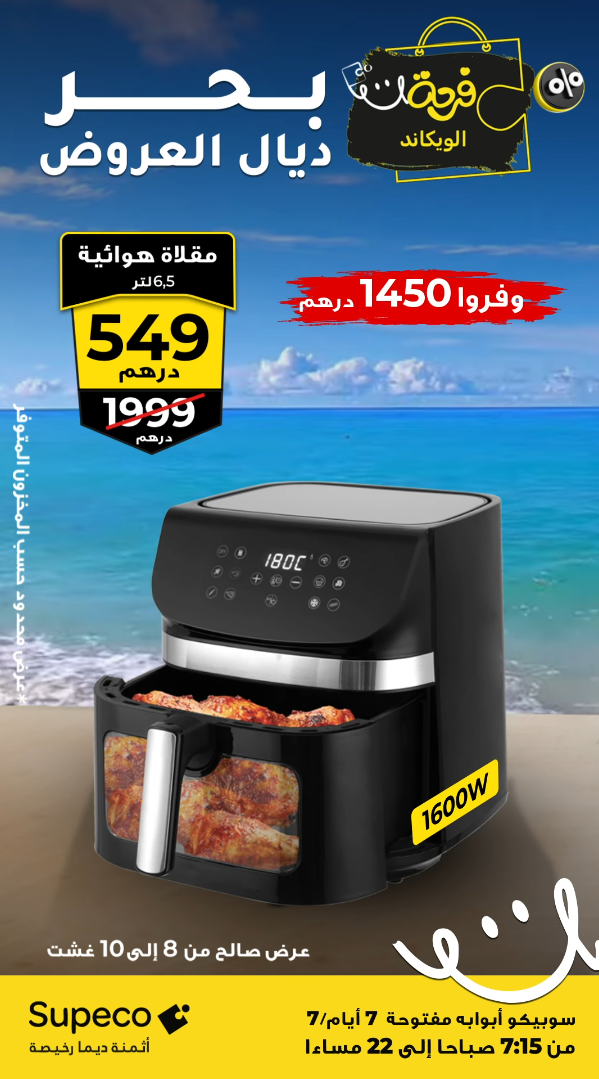 فرحة
الويكاند
%
بحر
ديال العروض
مقلاة هوائية
6,5 لتر
549
درهم
1999
درهم
وفروا 1450 درهم
*عرض محدود حسب المخزون المتوفر
180C
1600W
عرض صالح من 8 إلى 10 غشت
Supeco
أثمنة ديما رخيصة
سوبيكو أبوابه مفتوحة 7 أيام/7
من 7:15 صباحا إلى 22 مساءا